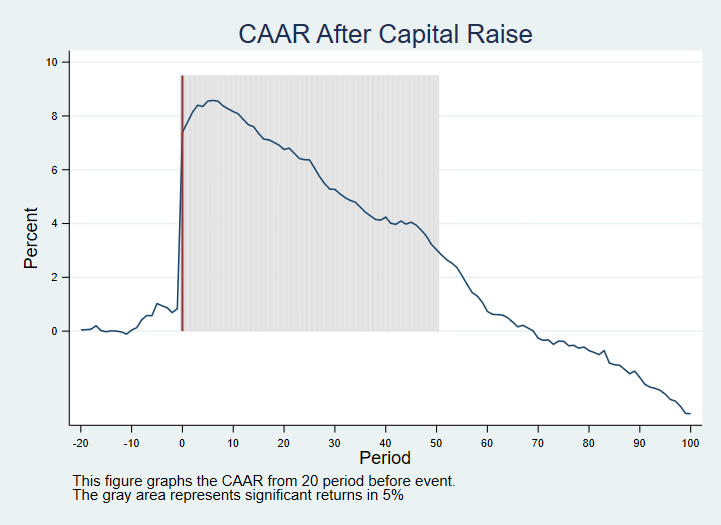 CAAR After Capital Raise
10
8
6
4
2
0
Percent
-20 -10 0 10 20 30 40 50 60 70 80 90 100
Period
This figure graphs the CAAR from 20 period before event.
The gray area represents significant returns in 5%